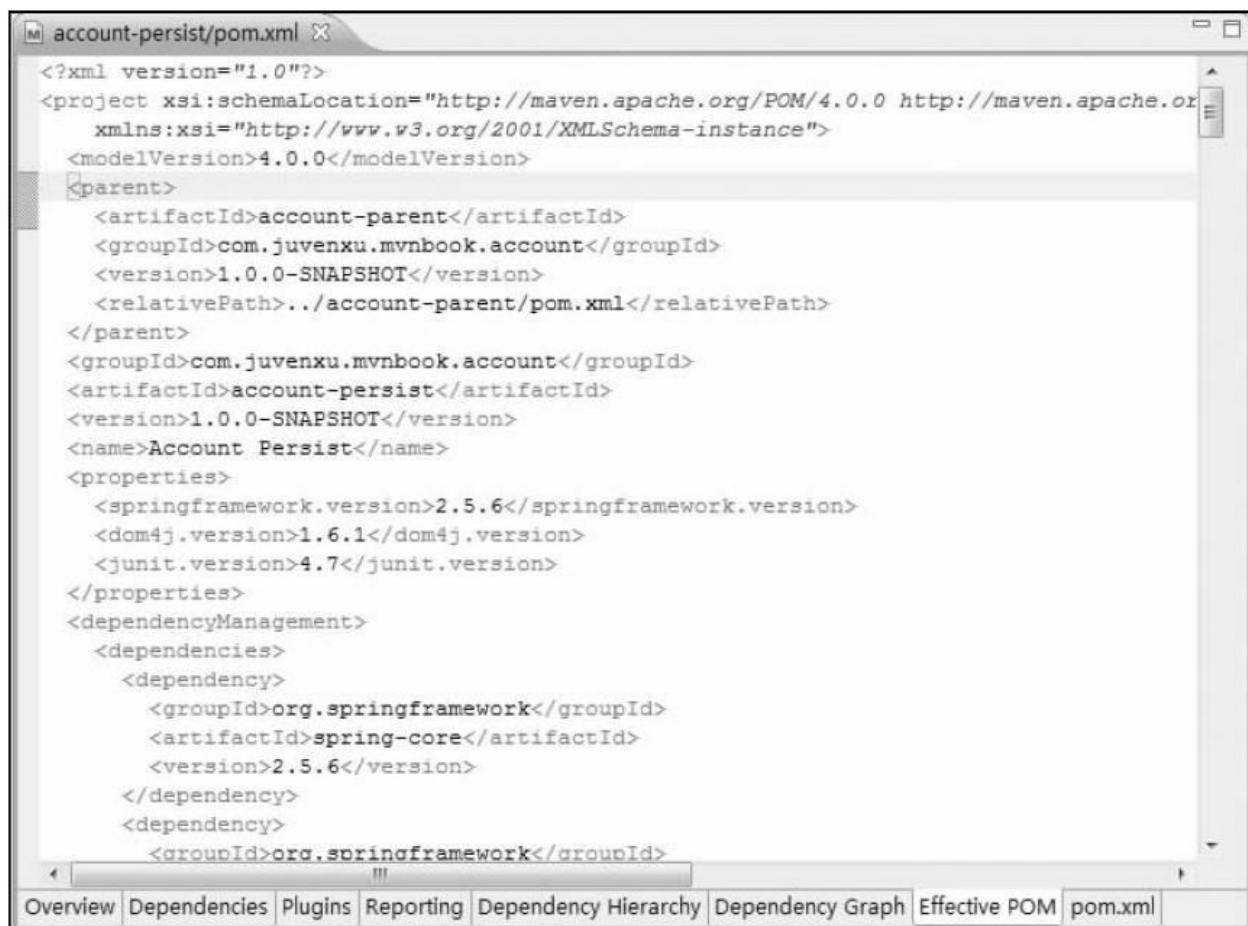 account-persist/pom.xml
<?xml version="1.0"?>
<project xsi:schemaLocation="http://maven.apache.org/POM/4.0.0 http://maven.apache.or
xmlns:xsi="http://www.w3.org/2001/XMLSchema-instance">
<modelVersion>4.0.0</modelVersion>
<parent>
<artifactId>account-parent</artifactId>
<groupId>com.juvenxu.mvnbook.account</groupId>
<version>1.0.0-SNAPSHOT</version>
<relativePath>../account-parent/pom.xml</relativePath>
</parent>
<groupId>com.juvenxu.mvnbook.account</groupId>
<artifactId>account-persist</artifactId>
<version>1.0.0-SNAPSHOT</version>
<name>Account Persist</name>
<properties>
<springframework.version>2.5.6</springframework.version>
<dom4j.version>1.6.1</dom4j.version>
<junit.version>4.7</junit.version>
</properties>
<dependencyManagement>
<dependencies>
<dependency>
<groupId>org.springframework</groupId>
<artifactId>spring-core</artifactId>
<version>2.5.6</version>
</dependency>
<dependency>
<groupId>org.springframework</groupId>
Overview Dependencies Plugins Reporting Dependency Hierarchy Dependency Graph Effective POM pom.xml